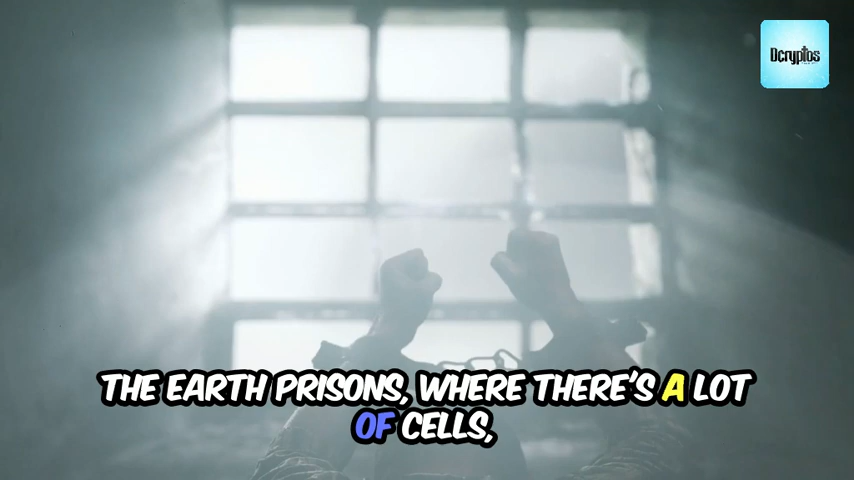 Dcryptos
THE EARTH PRISONS, WHERE THERE'S A LOT
OF CELLS,